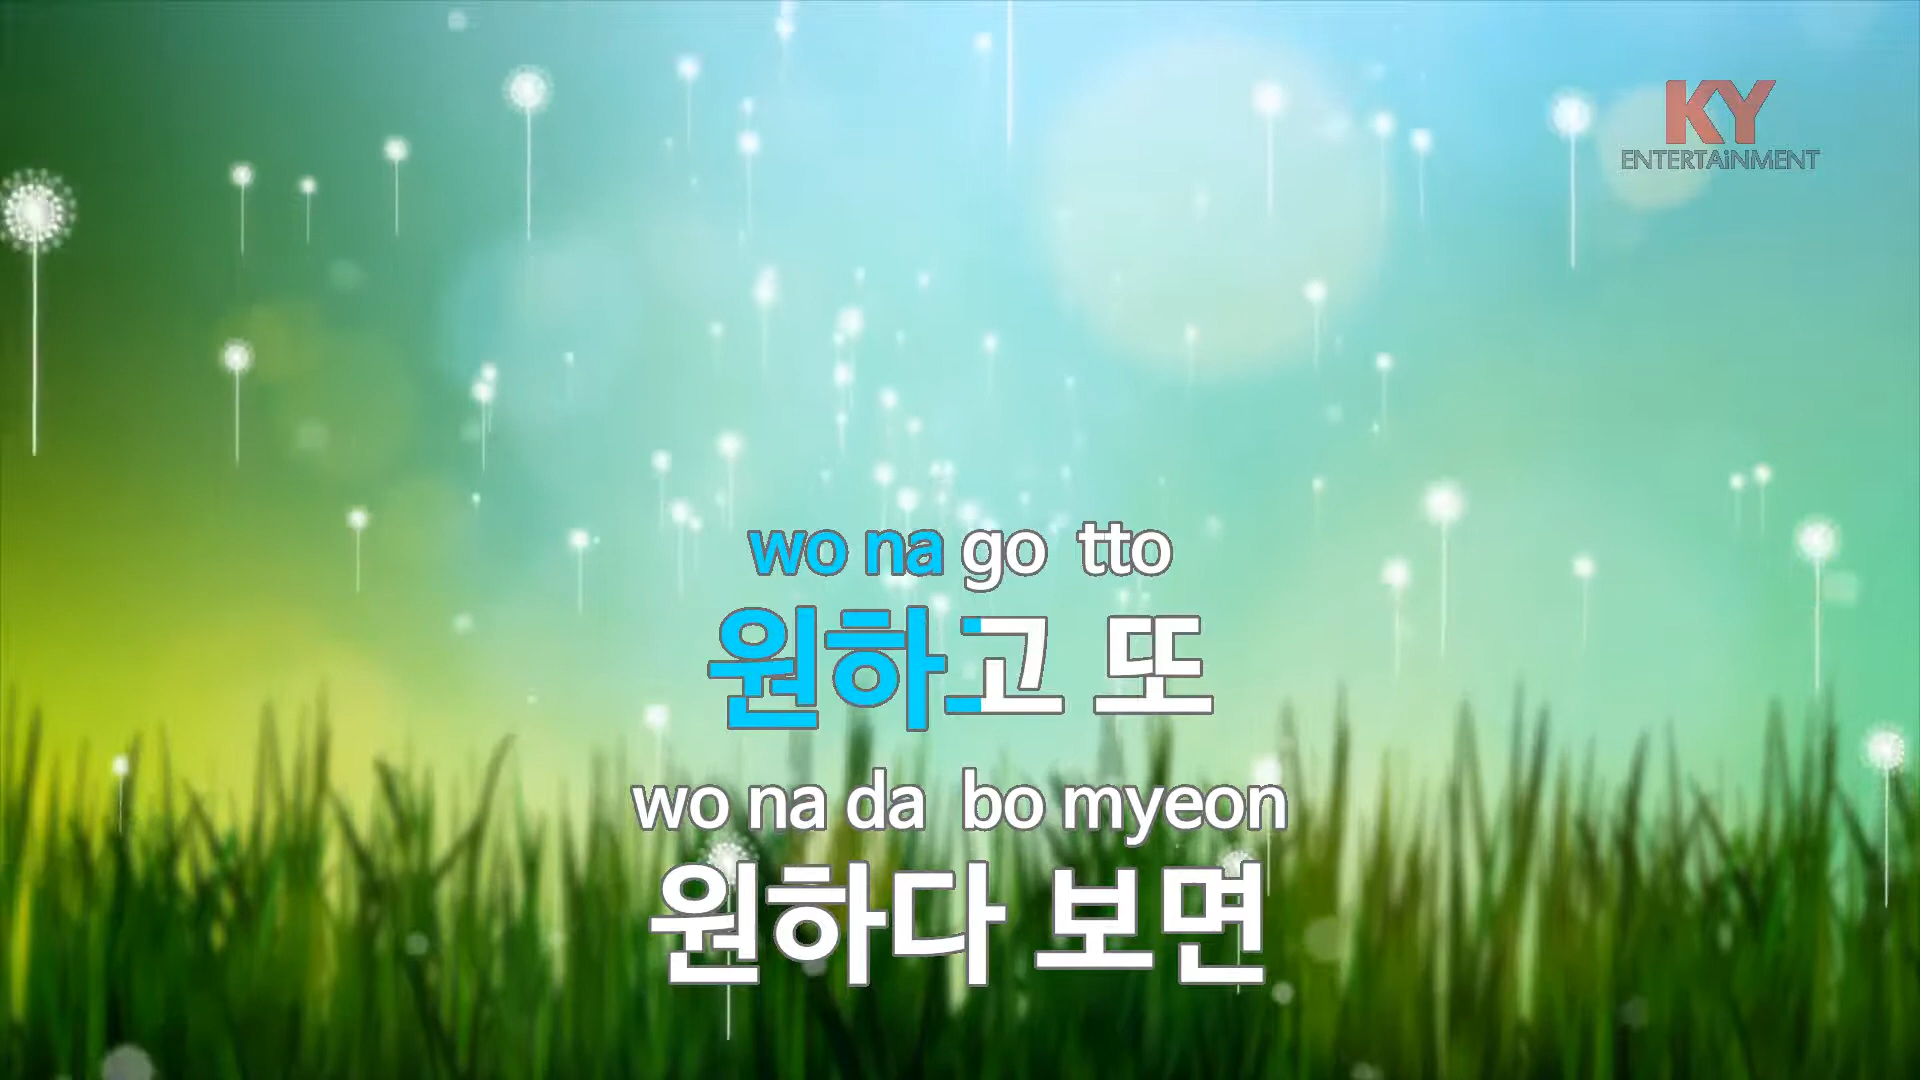 KY
ENTERTAiNMENT
wo na go tto
원하고 또
wo na da bo myeon
원하다 보면